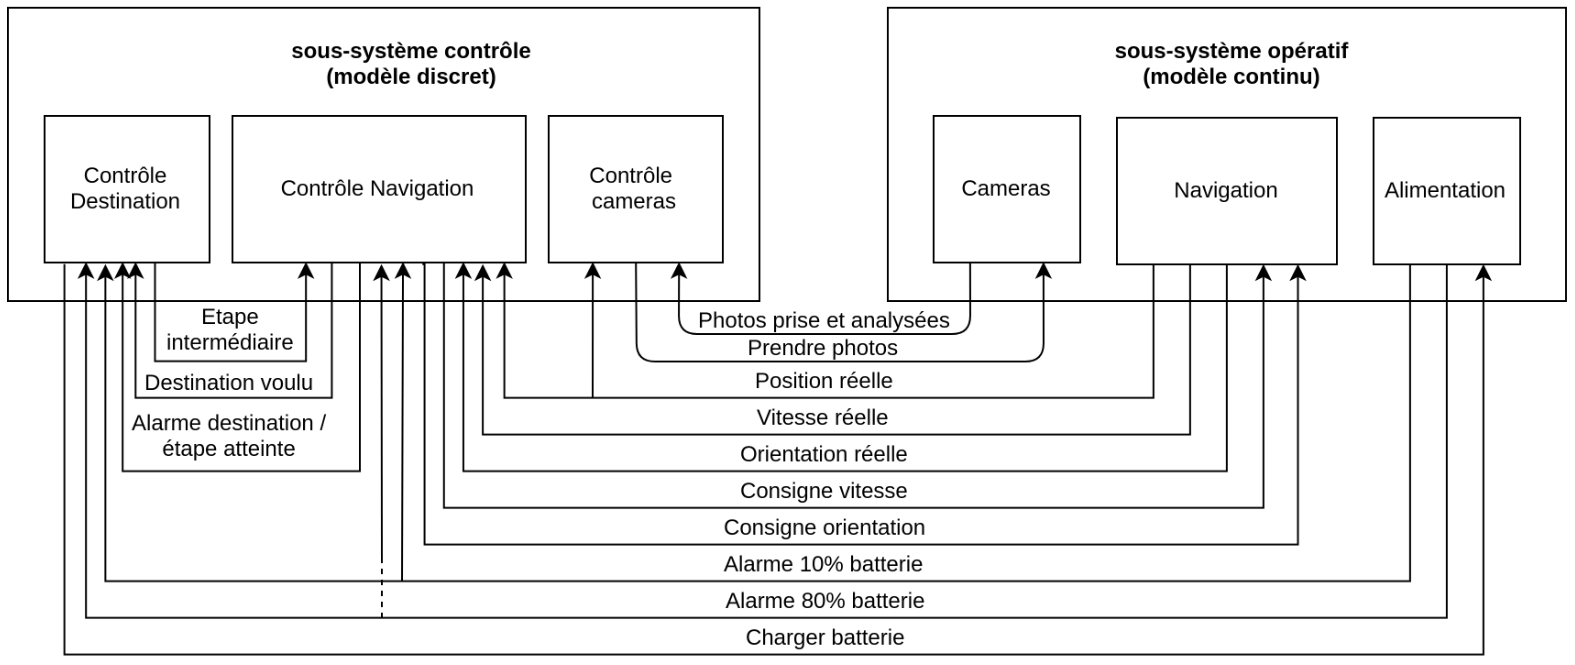 sous-système contrôle
(modèle discret)
sous-système opératif
(modèle continu)
Contrôle
Destination
Contrôle Navigation
Contrôle
cameras
Cameras
Navigation
Alimentation
Etape
intermédiaire
Destination voulu
Alarme destination /
étape atteinte
Photos prise et analysées
Prendre photos
Position réelle
Vitesse réelle
Orientation réelle
Consigne vitesse
Consigne orientation
Alarme 10% batterie
Alarme 80% batterie
Charger batterie